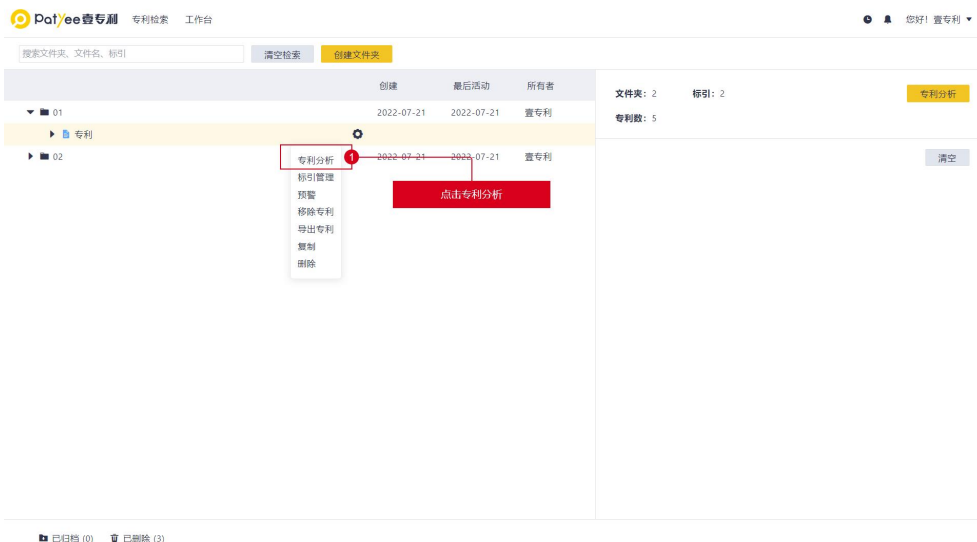 Patyee壹专利 专利检索 工作台 您好！壹专利
搜索文件夹、文件名、标引 清空检索 创建文件夹
创建 最后活动 所有者
文件夹：2 标引：2 专利分析
01 2022-07-21 2022-07-21 壹专利
专利数：5
专利
02 2022-07-21 2022-07-21 壹专利
清空
专利分析 1
标引管理
点击专利分析
预警
移除专利
导出专利
复制
删除
已归档 (0) 已删除 (3)